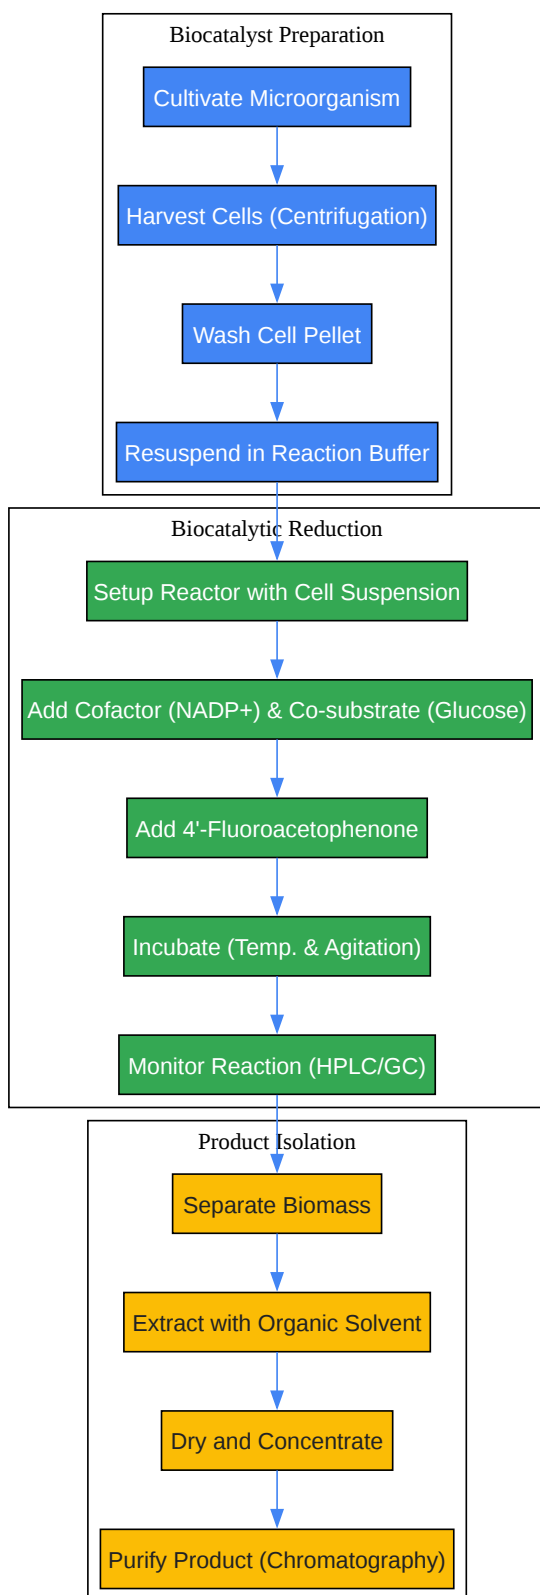 Biocatalyst Preparation
Cultivate Microorganism
Harvest Cells (Centrifugation)
Wash Cell Pellet
Resuspend in Reaction Buffer
Biocatalytic Reduction
Setup Reactor with Cell Suspension
Add Cofactor (NADP+) & Co-substrate (Glucose)
Add 4'-Fluoroacetophenone
Incubate (Temp. & Agitation)
Monitor Reaction (HPLC/GC)
Product Isolation
Separate Biomass
Extract with Organic Solvent
Dry and Concentrate
Purify Product (Chromatography)